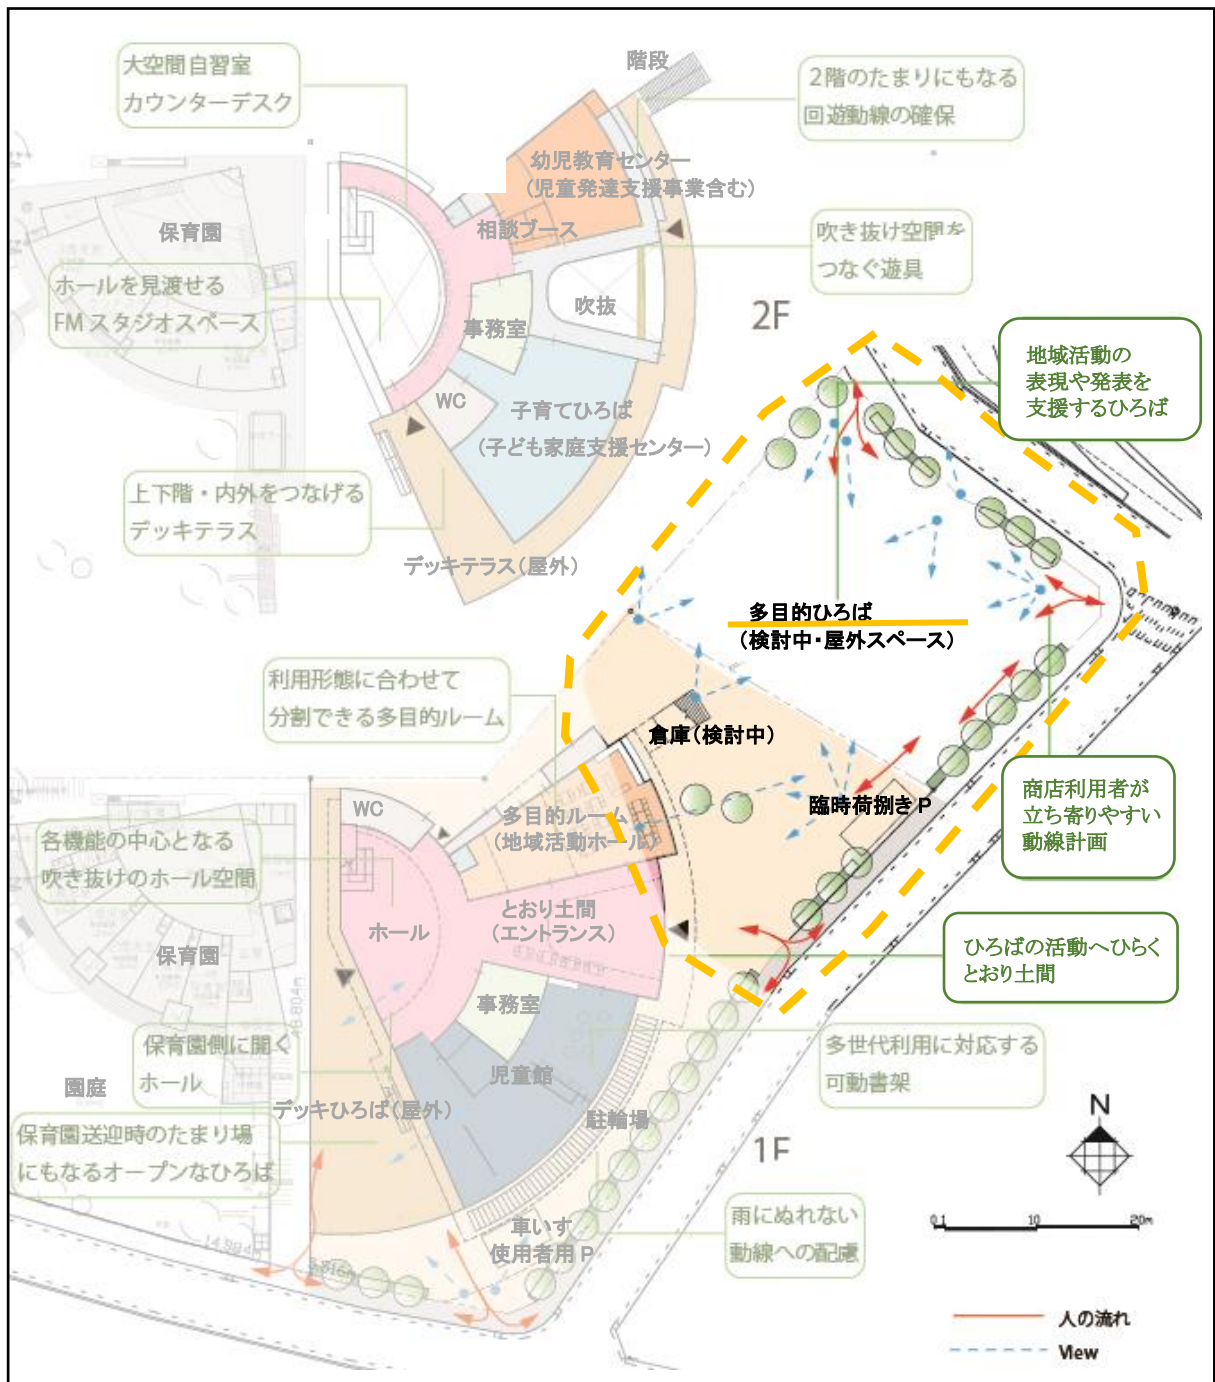 大空間自習室
カウンターデスク
階段
2階のたまりにもなる
回遊動線の確保
幼児教育センター
(児童発達支援事業含む)
保育園
相談ブース
吹き抜け空間を
つなぐ遊具
ホールを見渡せる
FMスタジオスペース
事務室
吹抜
2F
地域活動の
表現や発表を
支援するひろば
WC
子育てひろば
(子ども家庭支援センター)
上下階・内外をつなげる
デッキテラス
デッキテラス(屋外)
多目的ひろば
(検討中・屋外スペース)
利用形態に合わせて
分割できる多目的ルーム
倉庫(検討中)
臨時荷捌きP
商店利用者が
立ち寄りやすい
動線計画
WC
多目的ルーム
(地域活動ホール)
各機能の中心となる
吹き抜けのホール空間
とおり土間
(エントランス)
ホール
保育園
ひろばの活動へひらく
とおり土間
事務室
48.804m
保育園側に開く
ホール
児童館
多世代利用に対応する
可動書架
園庭
デッキひろば(屋外)
駐輪場
保育園送迎時のたまり場
にもなるオープンなひろば
1F
N
車いす
使用者用P
雨にぬれない
動線への配慮
0 1 10 20m
14.984m
人の流れ
View